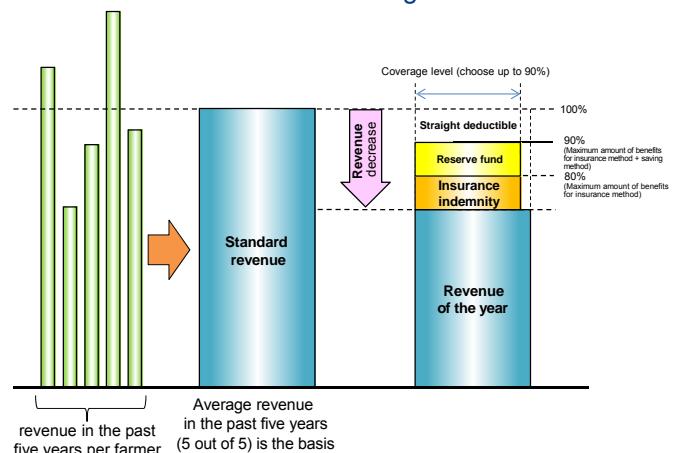 Coverage level (choose up to 90%)
100%
Straight deductible
90%
(Maximum amount of benefits
for insurance method + saving
method)
Reserve fund
80%
(Maximum amount of benefits
for insurance method)
Insurance
indemnity
Revenue
decrease
Standard
revenue
Revenue
of the year
revenue in the past
five years per farmer
Average revenue
in the past five years
(5 out of 5) is the basis